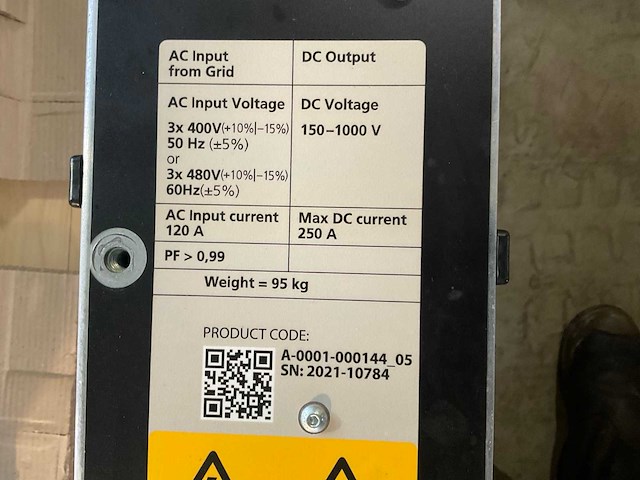 AC Input
from Grid
DC Output
AC Input Voltage
DC Voltage
3x 400V(+10%|−15%)
50 Hz (±5%)
or
3x 480V(+10%|−15%)
60Hz(±5%)
150–1000 V
AC Input current
120 A
Max DC current
250 A
PF > 0,99
Weight = 95 kg
PRODUCT CODE:
A-0001-000144_05
SN: 2021-10784